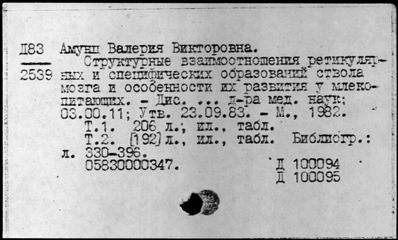 Д83 Амунц Валерия Викторовна.
Структурные взаимоотношения ретикуляр-
2539 ных и специфических образований ствола
мозга и особенности их развития у млеко-
питающих. - Дис. ... д-ра мед. наук;
03.00.11; Утв. 23.09.83. - М., 1982.
Т.1. 206 л., ил., табл.
Т.2. [192] л., ил., табл. Библиогр.:
л. 330-396.
05830000347. Д 100094
Д 100095